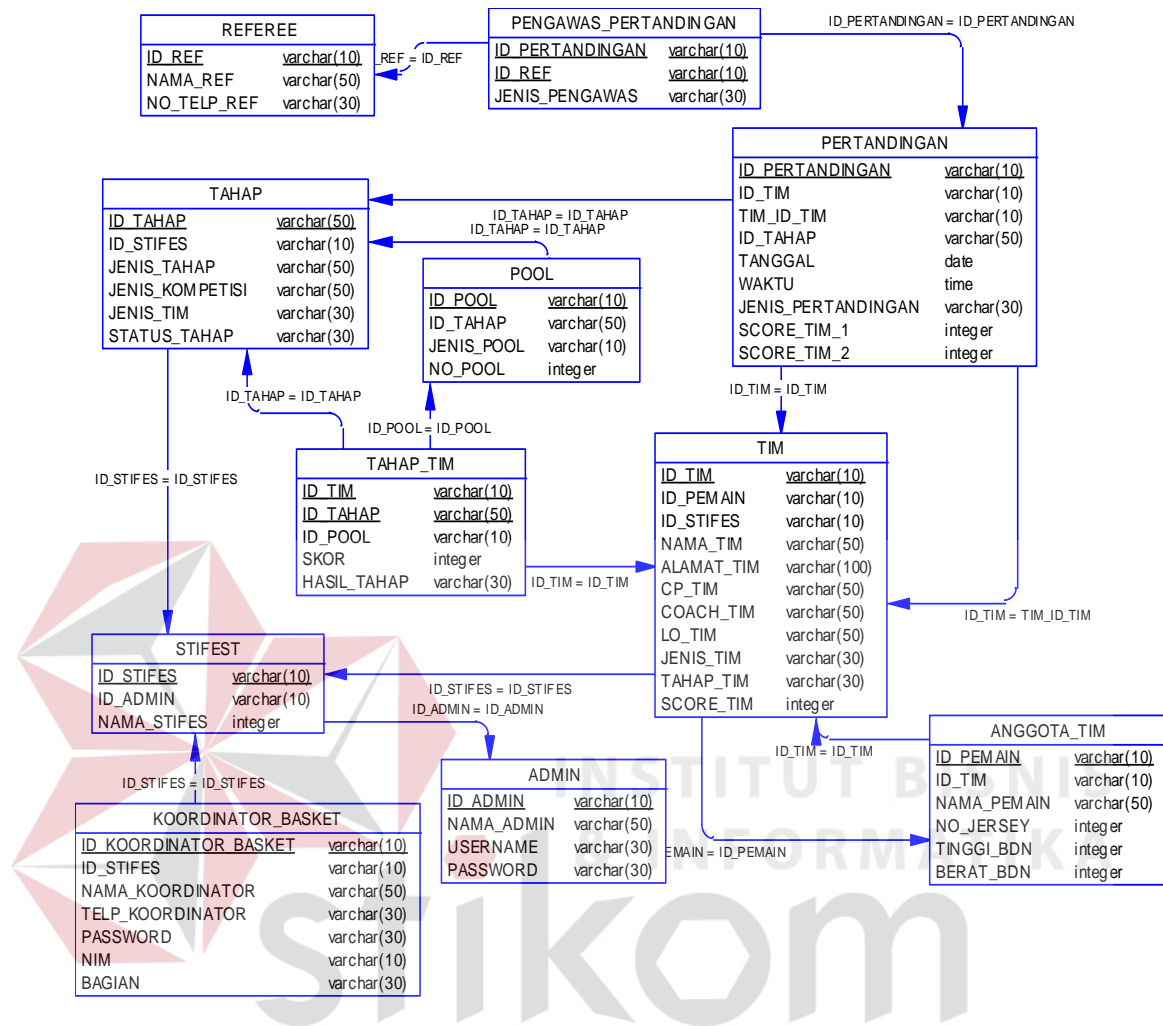 REFEREE
ID_REF varchar(10)
NAMA_REF varchar(50)
NO_TELP_REF varchar(30)
_REF = ID_REF
PENGAWAS_PERTANDINGAN
ID_PERTANDINGAN varchar(10)
ID_REF varchar(10)
JENIS_PENGAWAS varchar(30)
ID_PERTANDINGAN = ID_PERTANDINGAN
PERTANDINGAN
ID_PERTANDINGAN varchar(10)
ID_TIM varchar(10)
TIM_ID_TIM varchar(10)
ID_TAHAP varchar(50)
TANGGAL date
WAKTU time
JENIS_PERTANDINGAN varchar(30)
SCORE_TIM_1 integer
SCORE_TIM_2 integer
TAHAP
ID_TAHAP varchar(50)
ID_STIFES varchar(10)
JENIS_TAHAP varchar(50)
JENIS_KOMPETISI varchar(50)
JENIS_TIM varchar(30)
STATUS_TAHAP varchar(30)
ID_TAHAP = ID_TAHAP
ID_TAHAP = ID_TAHAP
POOL
ID_POOL varchar(10)
ID_TAHAP varchar(50)
JENIS_POOL varchar(10)
NO_POOL integer
ID_TAHAP = ID_TAHAP
ID_POOL = ID_POOL
ID_TIM = ID_TIM
TAHAP_TIM
ID_TIM varchar(10)
ID_TAHAP varchar(50)
ID_POOL varchar(10)
SKOR integer
HASIL_TAHAP varchar(30)
ID_STIFES = ID_STIFES
ID_TIM = ID_TIM
TIM
ID_TIM varchar(10)
ID_PEMAIN varchar(10)
ID_STIFES varchar(10)
NAMA_TIM varchar(50)
ALAMAT_TIM varchar(100)
CP_TIM varchar(50)
COACH_TIM varchar(50)
LO_TIM varchar(50)
JENIS_TIM varchar(30)
TAHAP_TIM varchar(30)
SCORE_TIM integer
ID_TIM = TIM_ID_TIM
STIFEST
ID_STIFES varchar(10)
ID_ADMIN varchar(10)
NAMA_STIFES integer
ID_STIFES = ID_STIFES
ID_ADMIN = ID_ADMIN
ID_TIM = ID_TIM
ANGGOTA_TIM
ID_PEMAIN varchar(10)
ID_TIM varchar(10)
NAMA_PEMAIN varchar(50)
NO_JERSEY integer
TINGGI_BDN integer
BERAT_BDN integer
ID_STIFES = ID_STIFES
ADMIN
ID_ADMIN varchar(10)
NAMA_ADMIN varchar(50)
USERNAME varchar(30)
PASSWORD varchar(30)
EMAIN = ID_PEMAIN
KOORDINATOR_BASKET
ID_KOORDINATOR_BASKET varchar(10)
ID_STIFES varchar(10)
NAMA_KOORDINATOR varchar(50)
TELP_KOORDINATOR varchar(30)
PASSWORD varchar(30)
NIM varchar(10)
BAGIAN varchar(30)
INSTITUT BISNIS
& INFORMATIKA
stikom